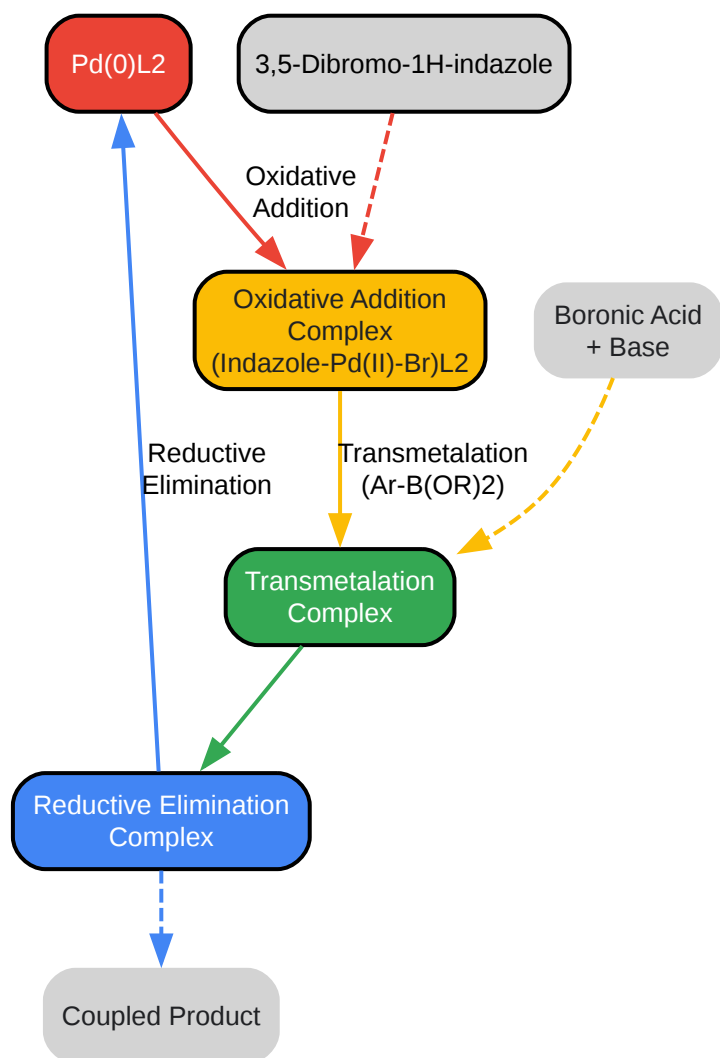 Pd(0)L2
3,5-Dibromo-1H-indazole
Oxidative
Addition
Oxidative Addition
Complex
(Indazole-Pd(II)-Br)L2
Boronic Acid
+ Base
Reductive
Elimination
Transmetalation
(Ar-B(OR)2)
Transmetalation
Complex
Reductive Elimination
Complex
Coupled Product